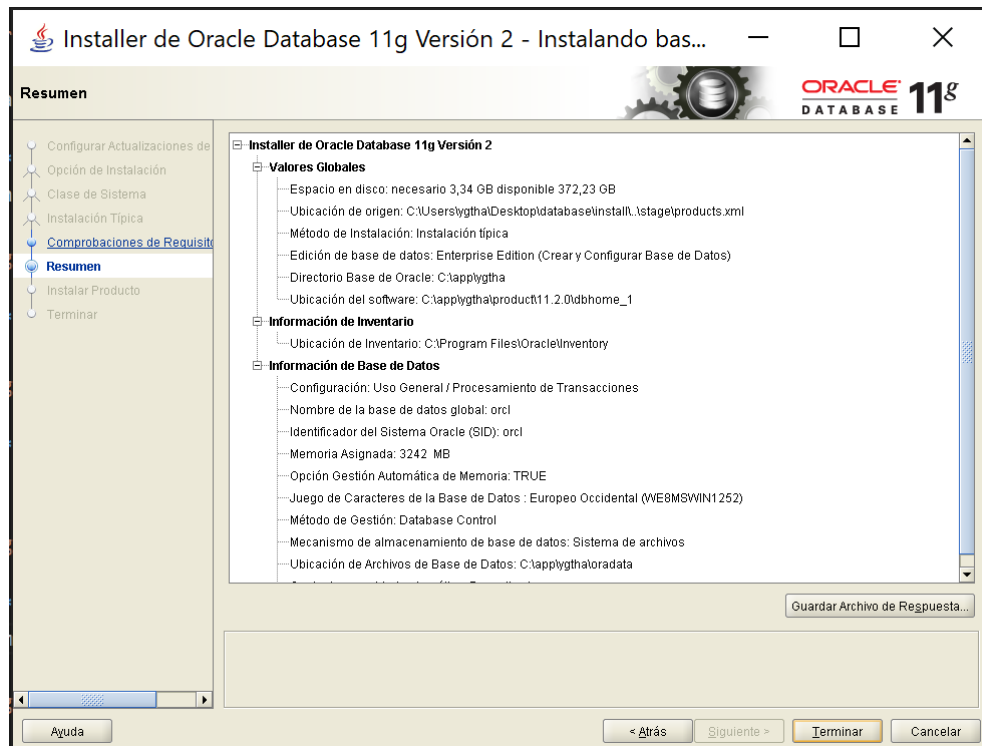 Installer de Oracle Database 11g Versión 2 - Instalando bas...
Resumen
ORACLE
DATABASE 11g
Configurar Actualizaciones de
Opción de Instalación
Clase de Sistema
Instalación Típica
Comprobaciones de Requisito
Resumen
Instalar Producto
Terminar
Installer de Oracle Database 11g Versión 2
Valores Globales
Espacio en disco: necesario 3,34 GB disponible 372,23 GB
Ubicación de origen: C:\Users\ygtha\Desktop\database\install\..\stage\products.xml
Método de Instalación: Instalación típica
Edición de base de datos: Enterprise Edition (Crear y Configurar Base de Datos)
Directorio Base de Oracle: C:\app\ygtha
Ubicación del software: C:\app\ygtha\product\11.2.0\dbhome_1
Información de Inventario
Ubicación de Inventario: C:\Program Files\Oracle\Inventory
Información de Base de Datos
Configuración: Uso General / Procesamiento de Transacciones
Nombre de la base de datos global: orcl
Identificador del Sistema Oracle (SID): orcl
Memoria Asignada: 3242 MB
Opción Gestión Automática de Memoria: TRUE
Juego de Caracteres de la Base de Datos : Europeo Occidental (WE8MSWIN1252)
Método de Gestión: Database Control
Mecanismo de almacenamiento de base de datos: Sistema de archivos
Ubicación de Archivos de Base de Datos: C:\app\ygtha\oradata
Guardar Archivo de Respuesta...
Ayuda
< Atrás
Siguiente >
Terminar
Cancelar